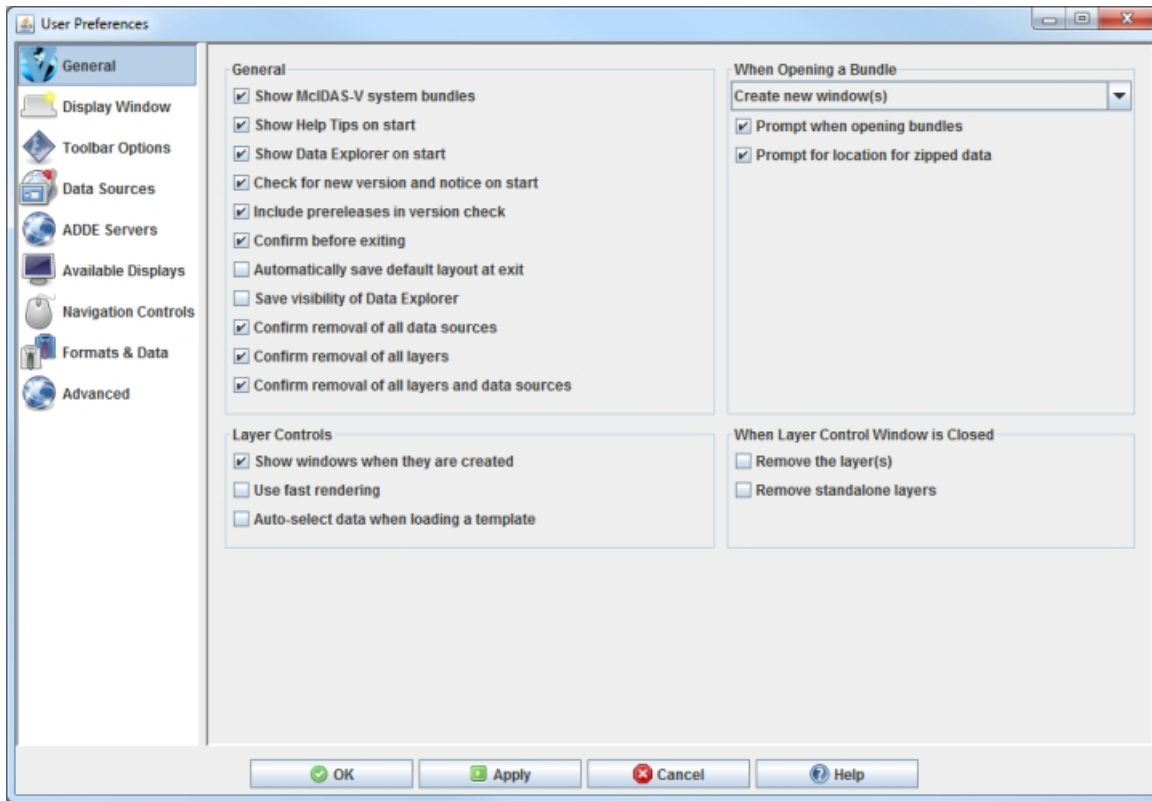 User Preferences
General
Display Window
Toolbar Options
Data Sources
ADDE Servers
Available Displays
Navigation Controls
Formats & Data
Advanced
General
Show McIDAS-V system bundles
Show Help Tips on start
Show Data Explorer on start
Check for new version and notice on start
Include prereleases in version check
Confirm before exiting
Automatically save default layout at exit
Save visibility of Data Explorer
Confirm removal of all data sources
Confirm removal of all layers
Confirm removal of all layers and data sources
When Opening a Bundle
Create new window(s)
Prompt when opening bundles
Prompt for location for zipped data
Layer Controls
Show windows when they are created
Use fast rendering
Auto-select data when loading a template
When Layer Control Window is Closed
Remove the layer(s)
Remove standalone layers
OK
Apply
Cancel
Help